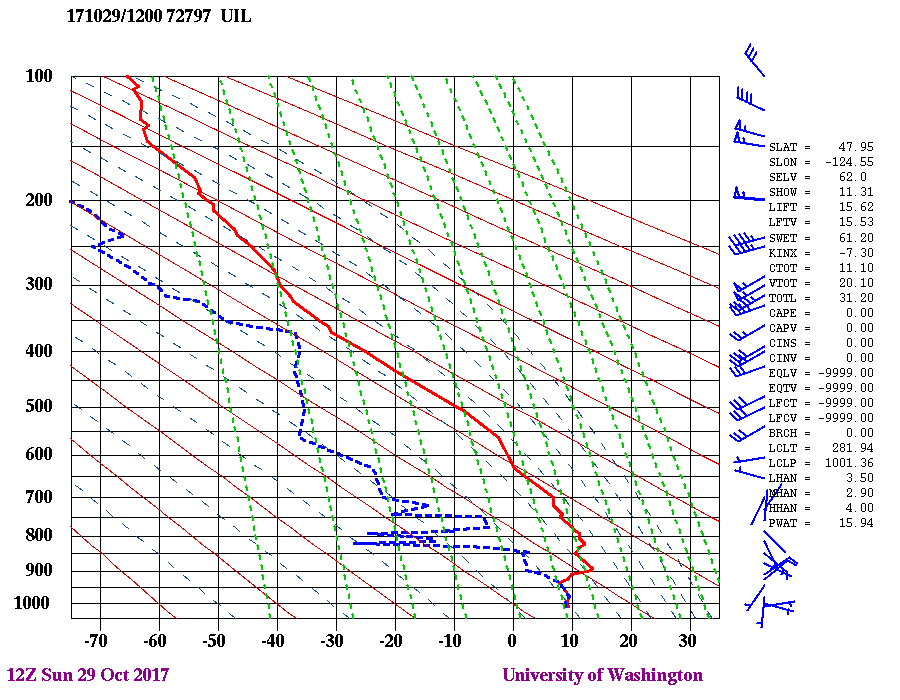 171029/1200 72797 UIL
100
200
300
400
500
600
700
800
900
1000
-70 -60 -50 -40 -30 -20 -10 0 10 20 30
SLAT = 47.95
SLON = -124.55
SELV = 62.0
SHOW = 11.31
LIFT = 15.62
LFTV = 15.53
SWET = 61.20
KINX = -7.30
CTOT = 11.10
VTOT = 20.10
TOTL = 31.20
CAPE = 0.00
CAPV = 0.00
CINS = 0.00
CINV = 0.00
EQLV = -9999.00
EQTV = -9999.00
LFCT = -9999.00
LFCV = -9999.00
BRCH = 0.00
LCLT = 281.94
LCLP = 1001.36
LHAN = 3.50
MHAN = 2.90
HHAN = 4.00
PWAT = 15.94
12Z Sun 29 Oct 2017 University of Washington